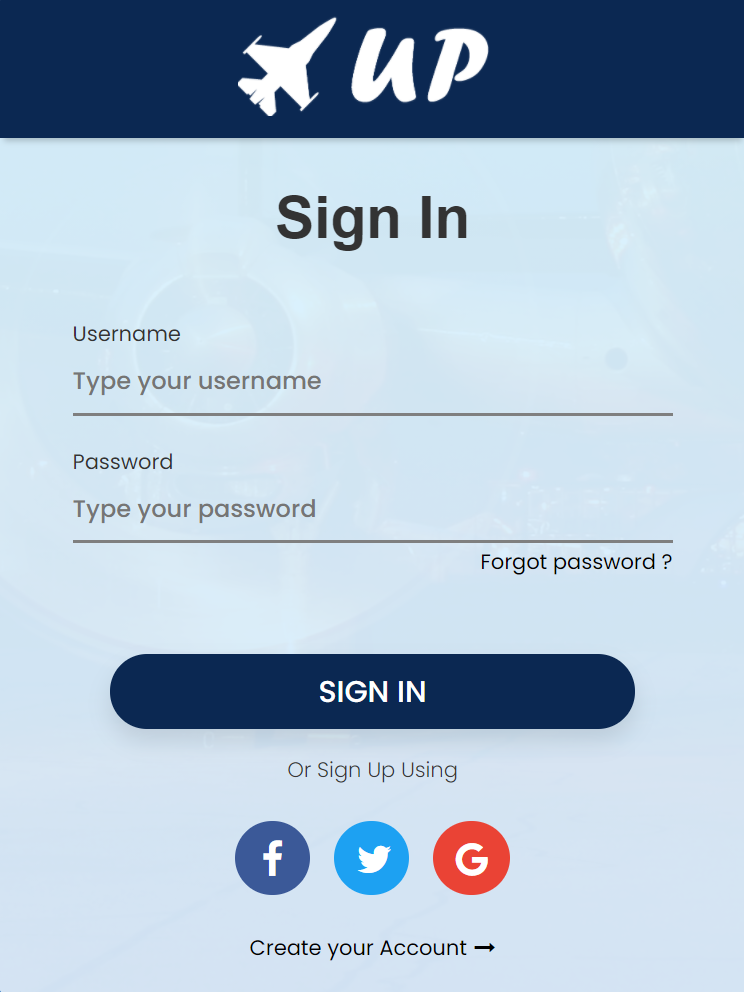 UP
Sign In
Username
Type your username
Password
Type your password
Forgot password ?
SIGN IN
Or Sign Up Using
Create your Account →